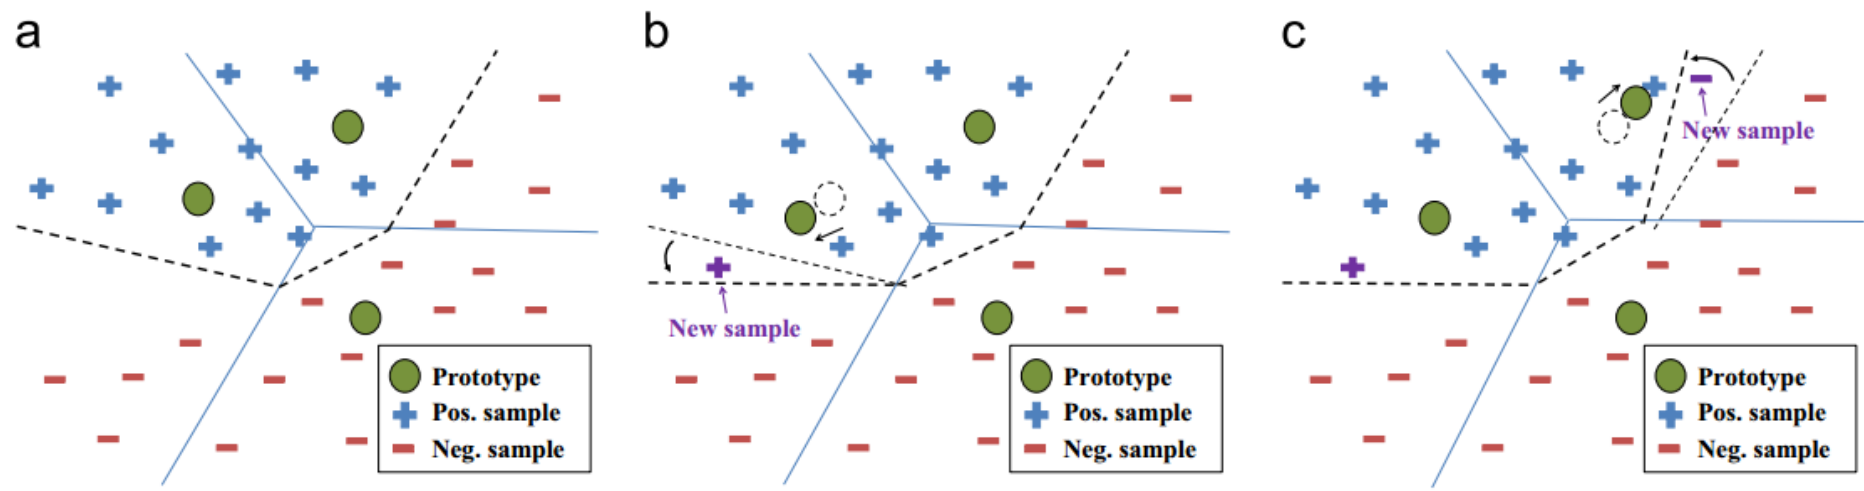 a
Prototype
Pos. sample
Neg. sample
b
New sample
Prototype
Pos. sample
Neg. sample
c
New sample
Prototype
Pos. sample
Neg. sample